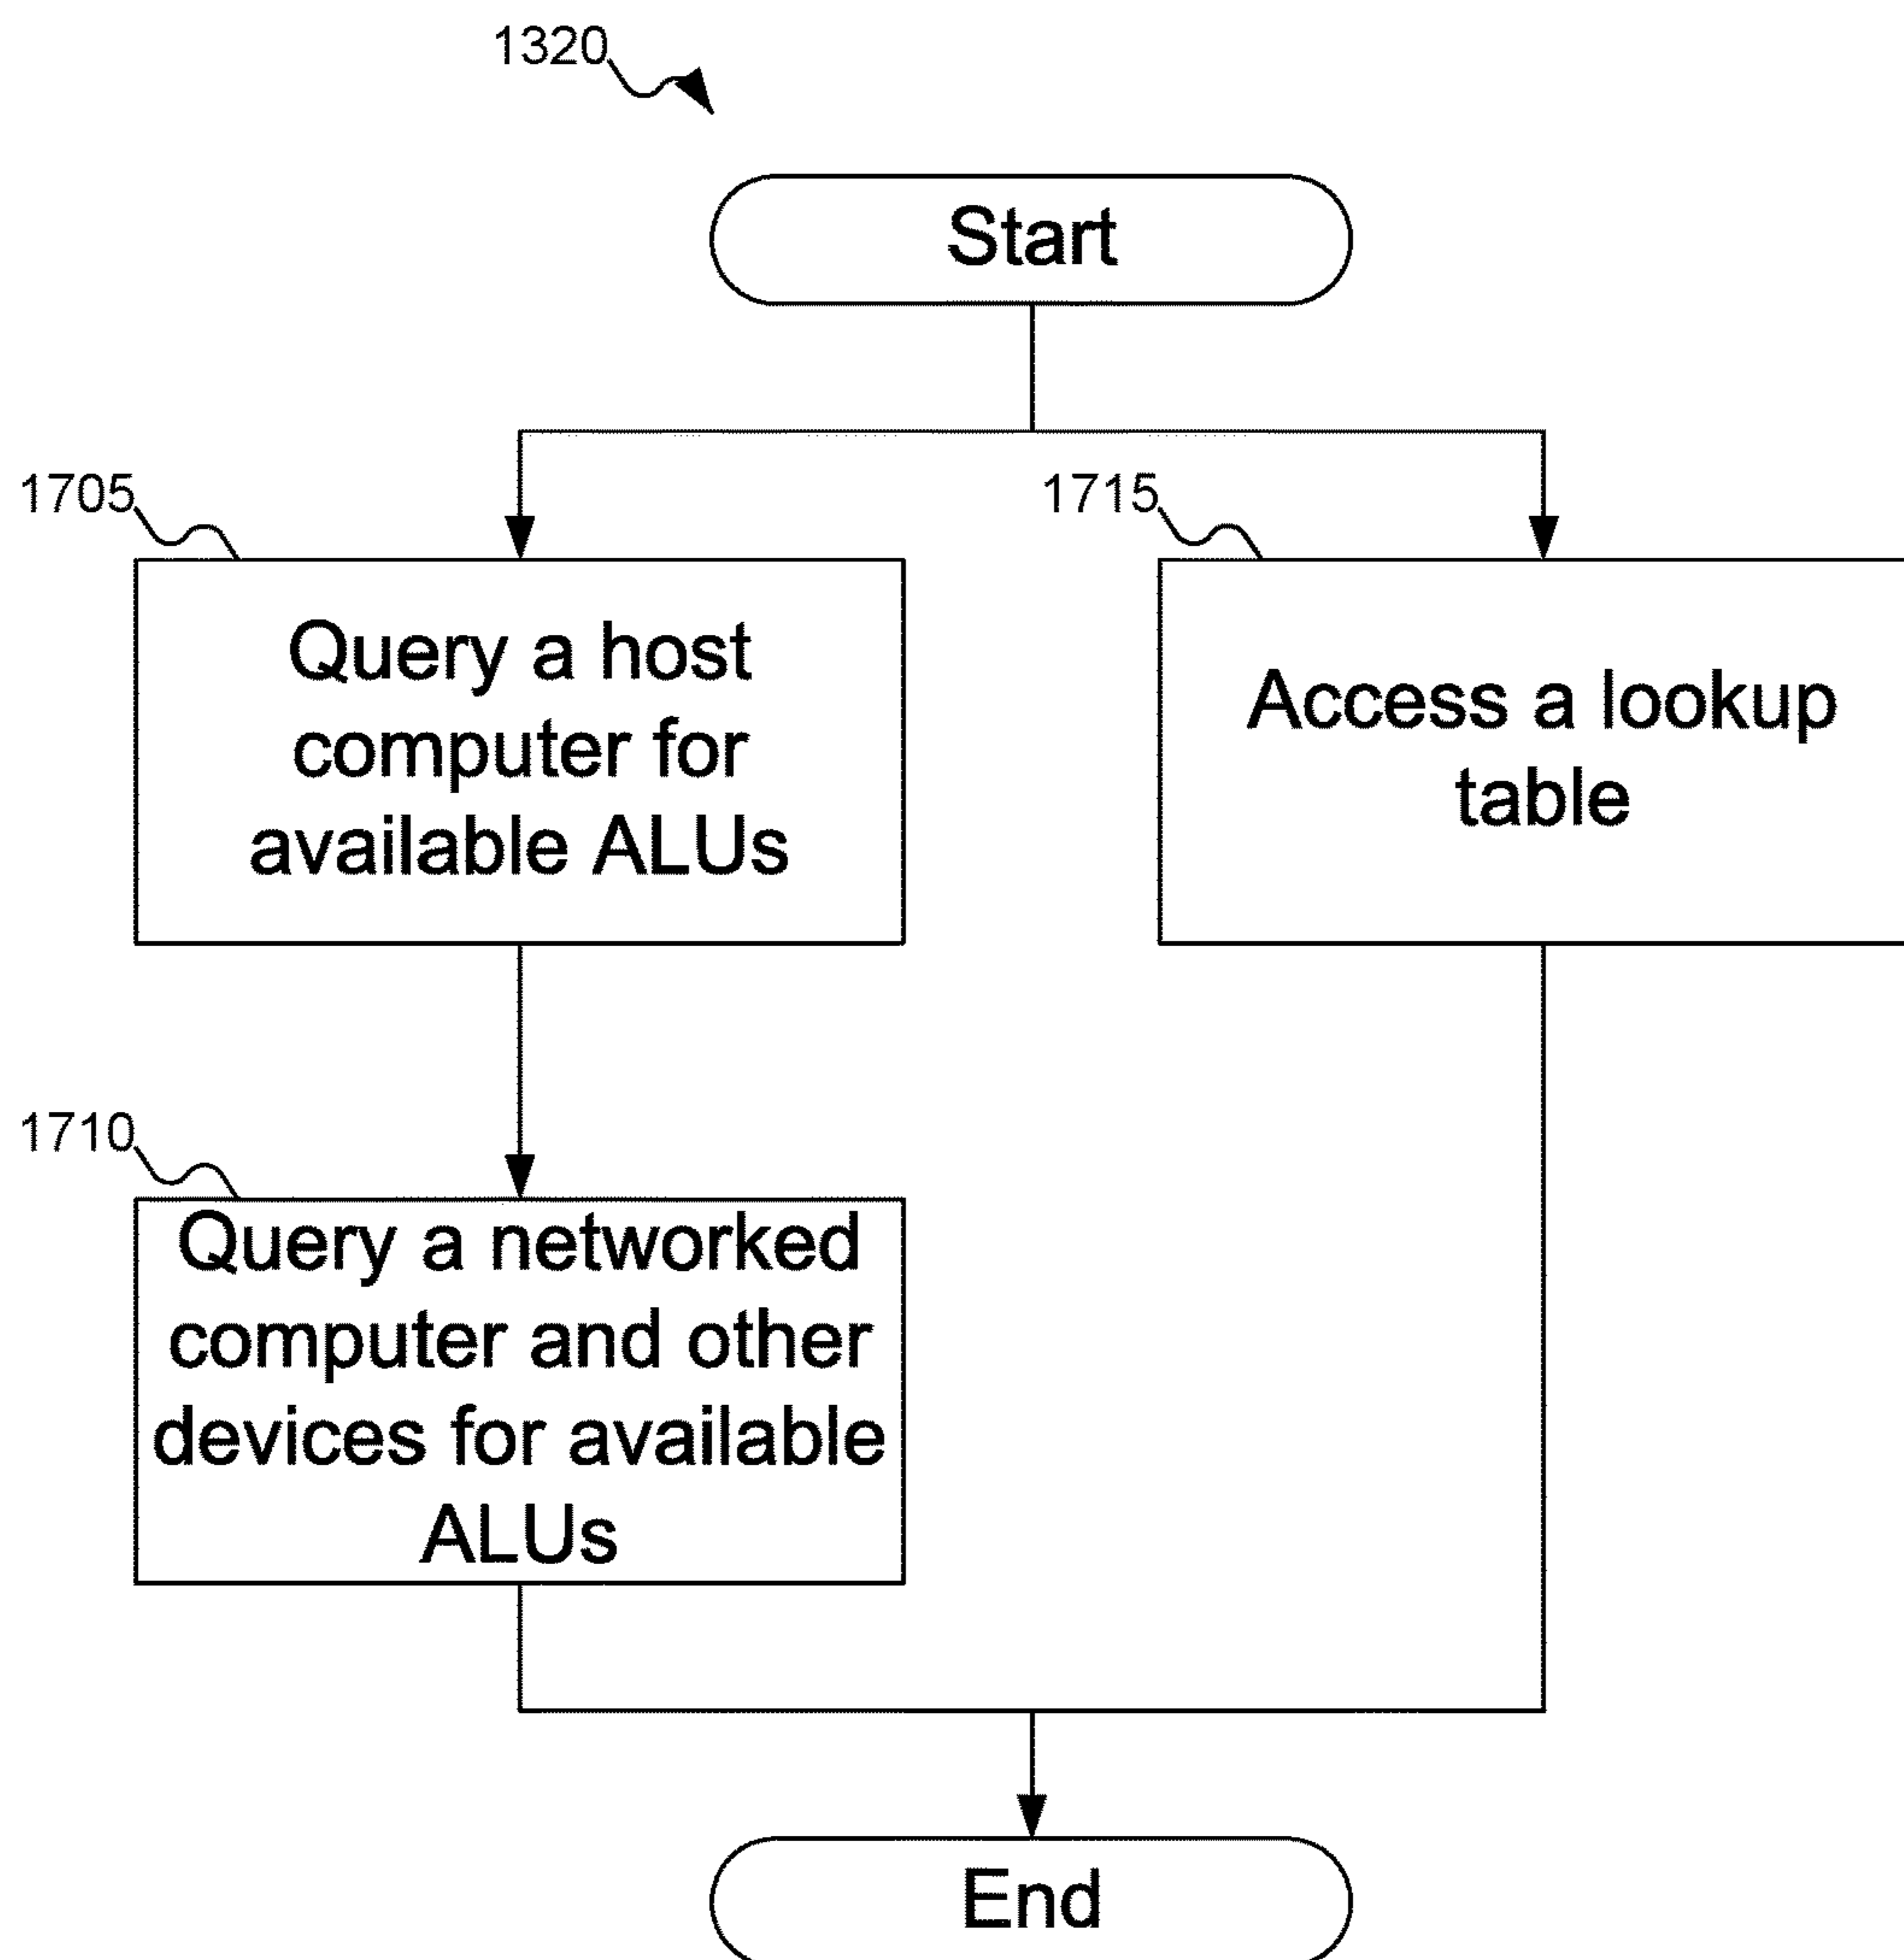 1320
Start
1705
1715
Query a host
computer for
available ALUs
Access a lookup
table
1710
Query a networked
computer and other
devices for available
ALUs
End